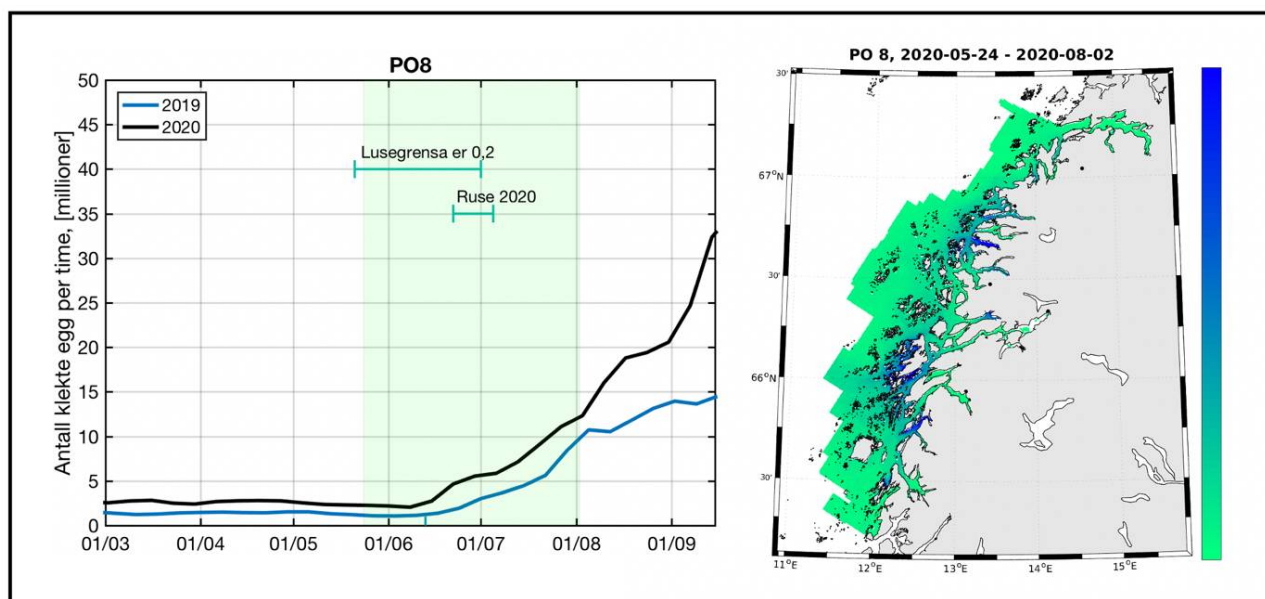 PO8
Antall klekte egg per time, [millioner]
50
45
40
35
30
25
20
15
10
5
0
2019
2020
Lusegrensa er 0,2
Ruse 2020
01/03
01/04
01/05
01/06
01/07
01/08
01/09
PO 8, 2020-05-24 - 2020-08-02
30'
67°N
30'
66°N
30'
11°E
12°E
13°E
14°E
15°E